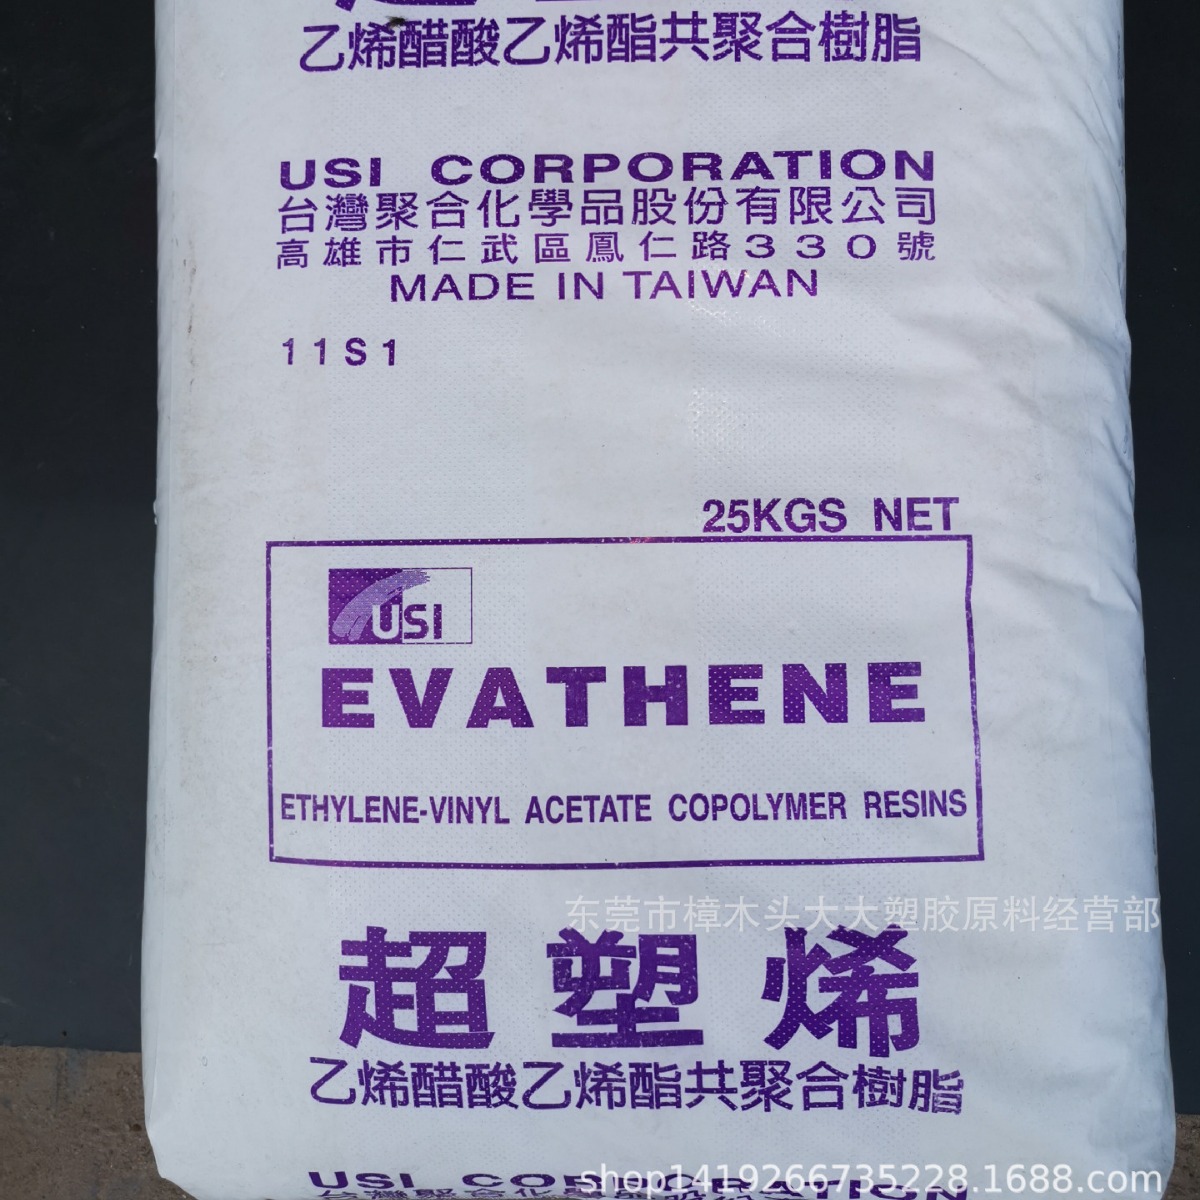 乙烯醋酸乙烯酯共聚合樹脂
USI CORPORATION
台灣聚合化學品股份有限公司
高雄市仁武區鳳仁路330號
MADE IN TAIWAN
11S1
25KGS NET
USI
EVATHENE
ETHYLENE-VINYL ACETATE COPOLYMER RESINS
东莞市樟木头大大塑胶原料经营部
超塑烯
乙烯醋酸乙烯酯共聚合樹脂
USI CORPORATION
shop1419266735228.1688.com